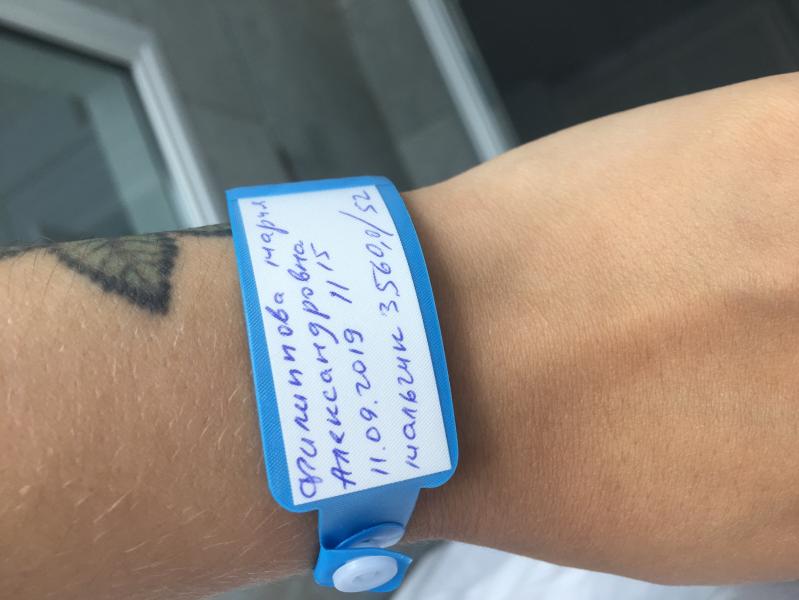 Филиппова Мария
Александровна
11.09.2019 11 15
мальчик 3560,0/52